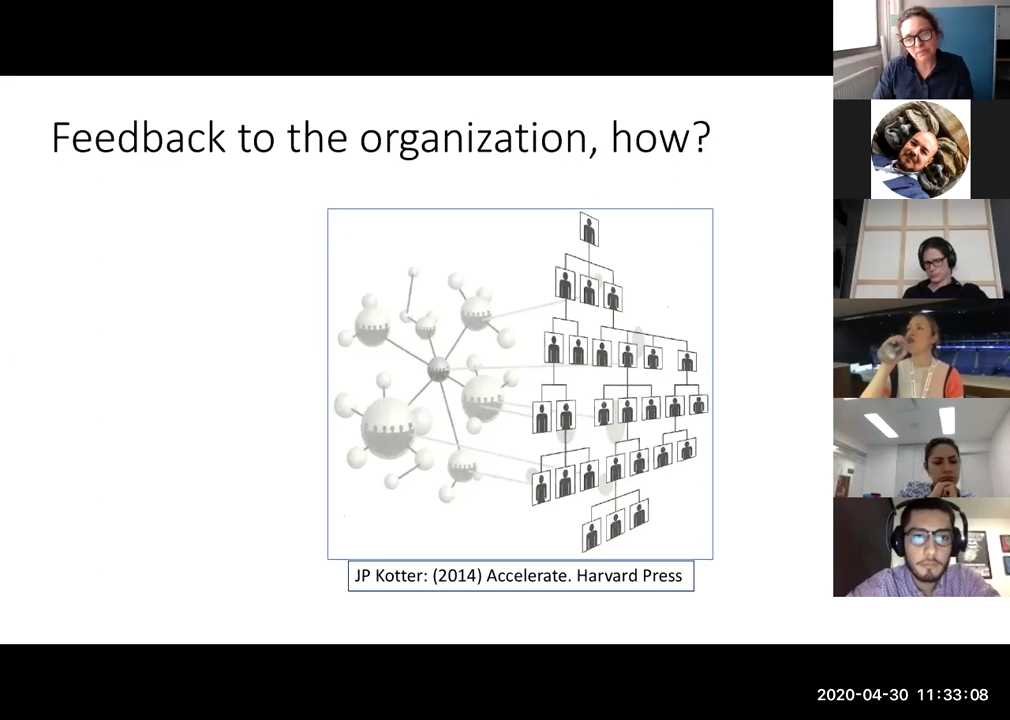 Feedback to the organization, how?
JP Kotter: (2014) Accelerate. Harvard Press
2020-04-30 11:33:08